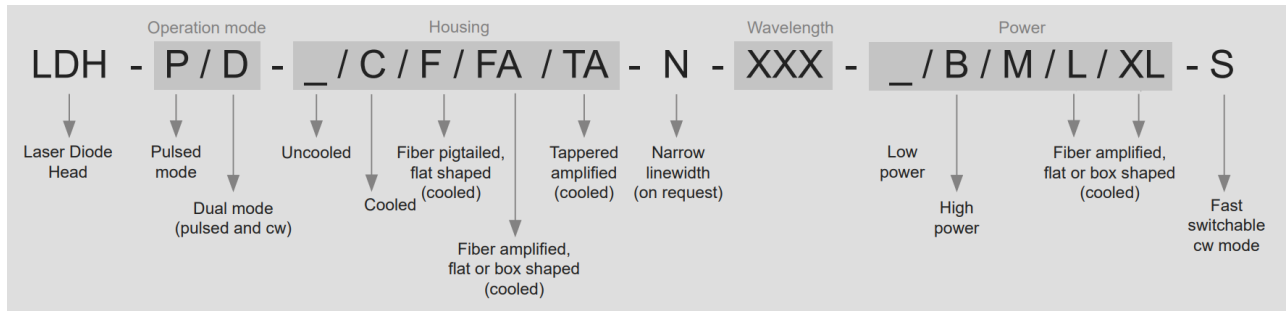 Operation mode Housing Wavelength Power
LDH - P / D - _ / C / F / FA / TA - N - XXX - _ / B / M / L / XL - S
Laser Diode
Head
Pulsed
mode
Dual mode
(pulsed and cw)
Uncooled
Cooled
Fiber pigtailed,
flat shaped
(cooled)
Fiber amplified,
flat or box shaped
(cooled)
Tappered
amplified
(cooled)
Narrow
linewidth
(on request)
Low
power
High
power
Fiber amplified,
flat or box shaped
(cooled)
Fast
switchable
cw mode